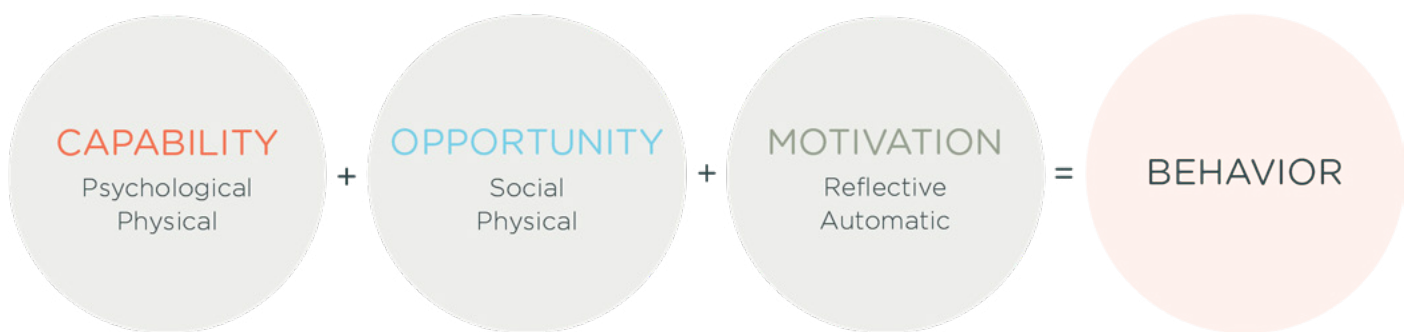 CAPABILITY
Psychological
Physical
+
OPPORTUNITY
Social
Physical
+
MOTIVATION
Reflective
Automatic
=
BEHAVIOR